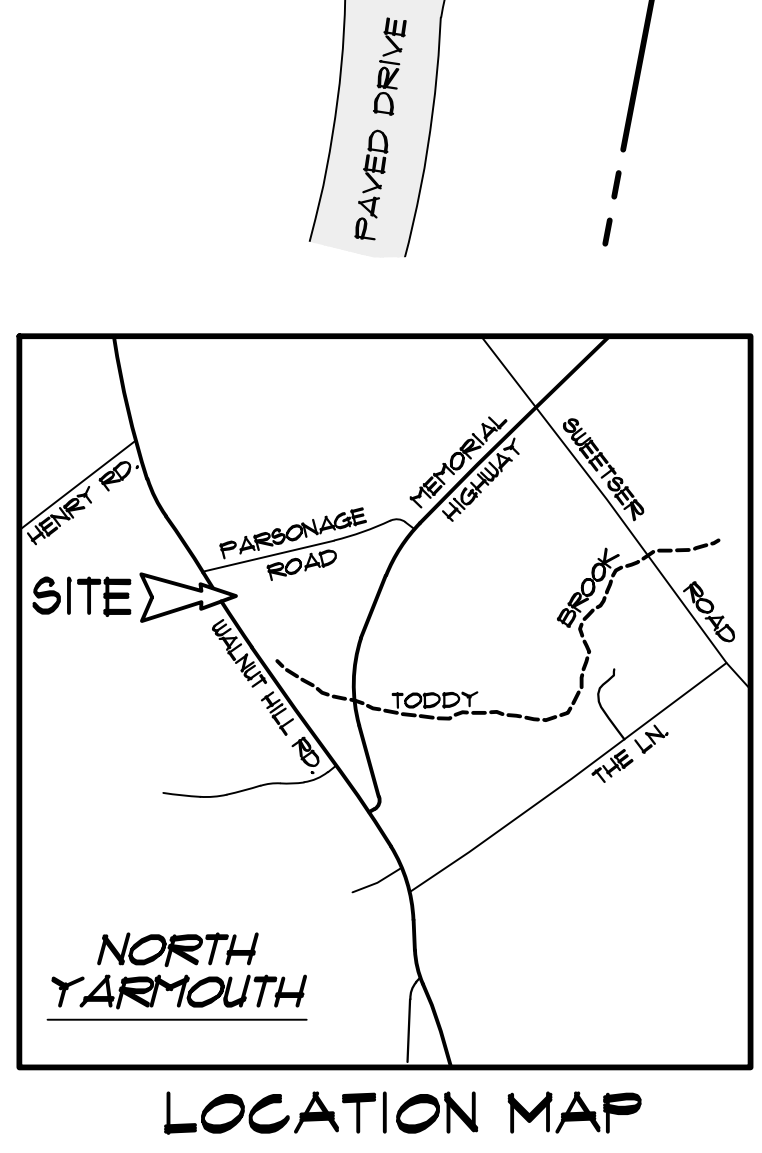 PAVED DRIVE
MEMORIAL
HIGHWAY
SWEETSER
ROAD
HENRY RD.
PARSONAGE
ROAD
SITE
BROOK
WALNUT HILL RD.
TODDY
THE LN.
NORTH
YARMOUTH
LOCATION MAP